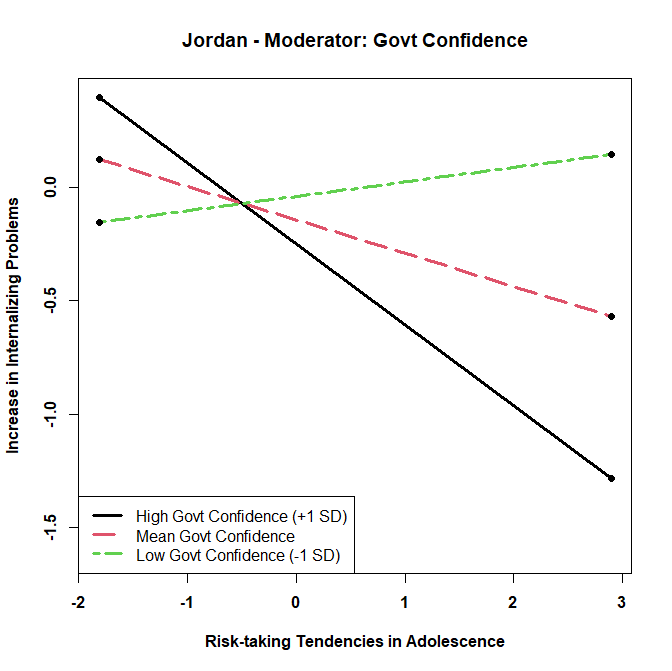 Jordan - Moderator: Govt Confidence
Increase in Internalizing Problems
0.0
-0.5
-1.0
-1.5
High Govt Confidence (+1 SD)
Mean Govt Confidence
Low Govt Confidence (-1 SD)
-2 -1 0 1 2 3
Risk-taking Tendencies in Adolescence